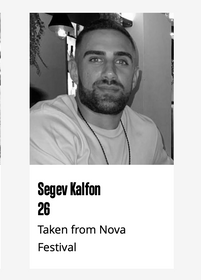 Segev Kalfon
26
Taken from Nova
Festival